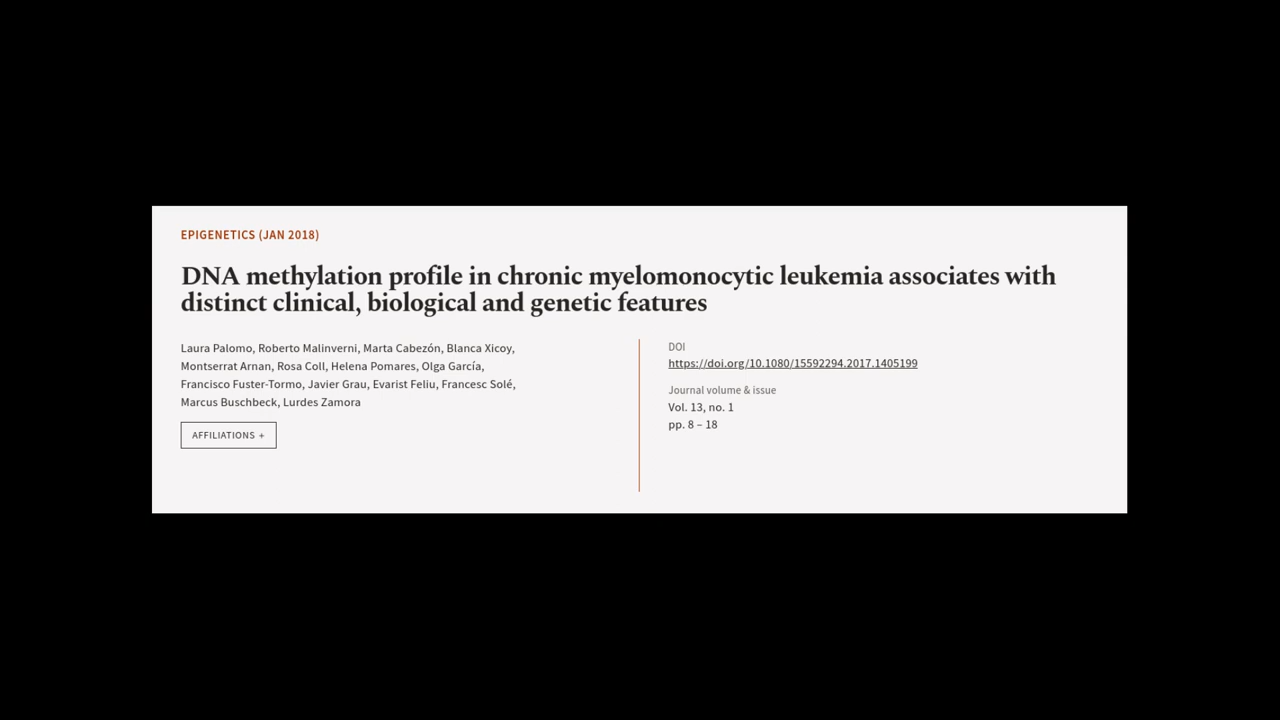 EPIGENETICS (JAN 2018)
DNA methylation profile in chronic myelomonocytic leukemia associates with
distinct clinical, biological and genetic features
Laura Palomo, Roberto Malinverni, Marta Cabezón, Blanca Xicoy,
Montserrat Arnan, Rosa Coll, Helena Pomares, Olga García,
Francisco Fuster-Tormo, Javier Grau, Evarist Feliu, Francesc Solé,
Marcus Buschbeck, Lurdes Zamora
AFFILIATIONS +
DOI
https://doi.org/10.1080/15592294.2017.1405199
Journal volume & issue
Vol. 13, no. 1
pp. 8 – 18